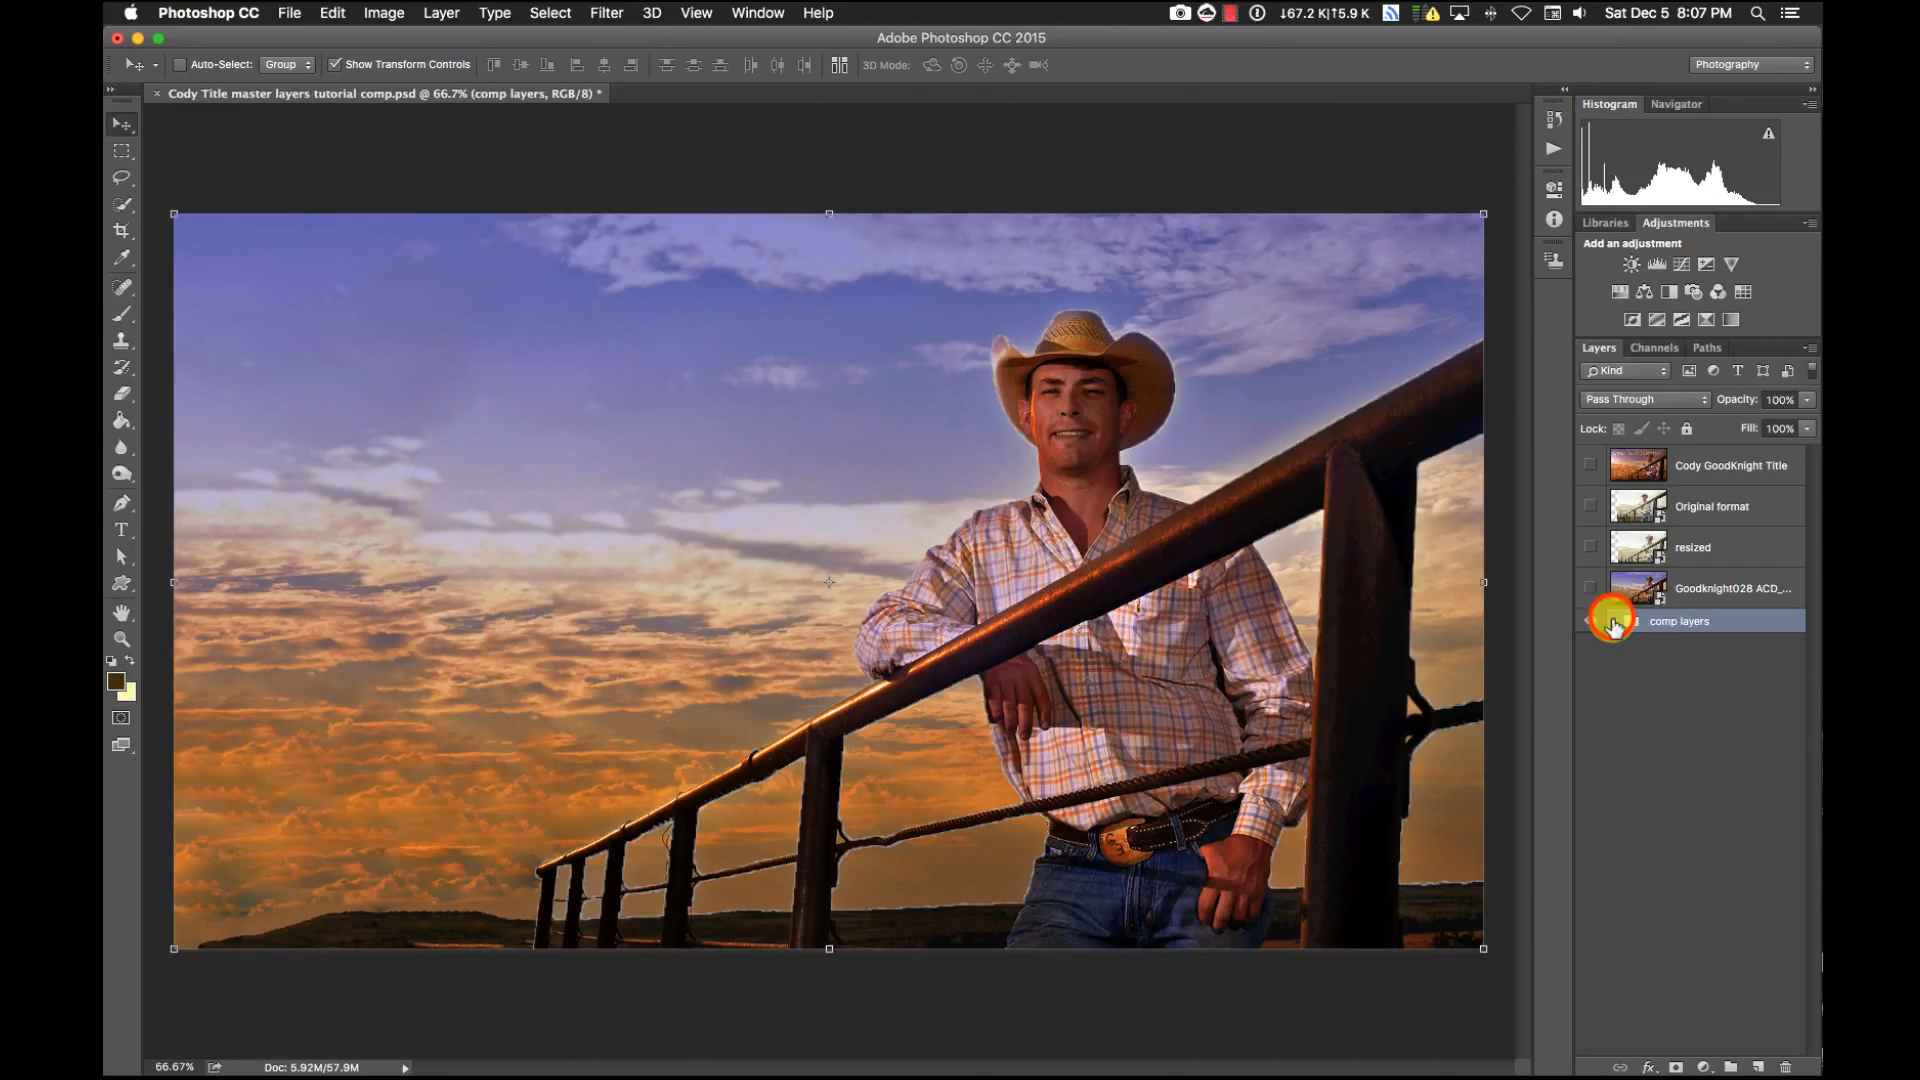 Photoshop CC File Edit Image Layer Type Select Filter 3D View Window Help ↓67.2 K|↑5.9 K Sat Dec 5 8:07 PM
Adobe Photoshop CC 2015
Auto-Select: Group Show Transform Controls 3D Mode: Photography
× Cody Title master layers tutorial comp.psd @ 66.7% (comp layers, RGB/8) *
Histogram Navigator
Libraries Adjustments
Add an adjustment
Layers Channels Paths
Kind
Pass Through Opacity: 100%
Lock: Fill: 100%
Cody GoodKnight Title
Original format
resized
Goodknight028 ACD_...
comp layers
66.67% Doc: 5.92M/57.9M